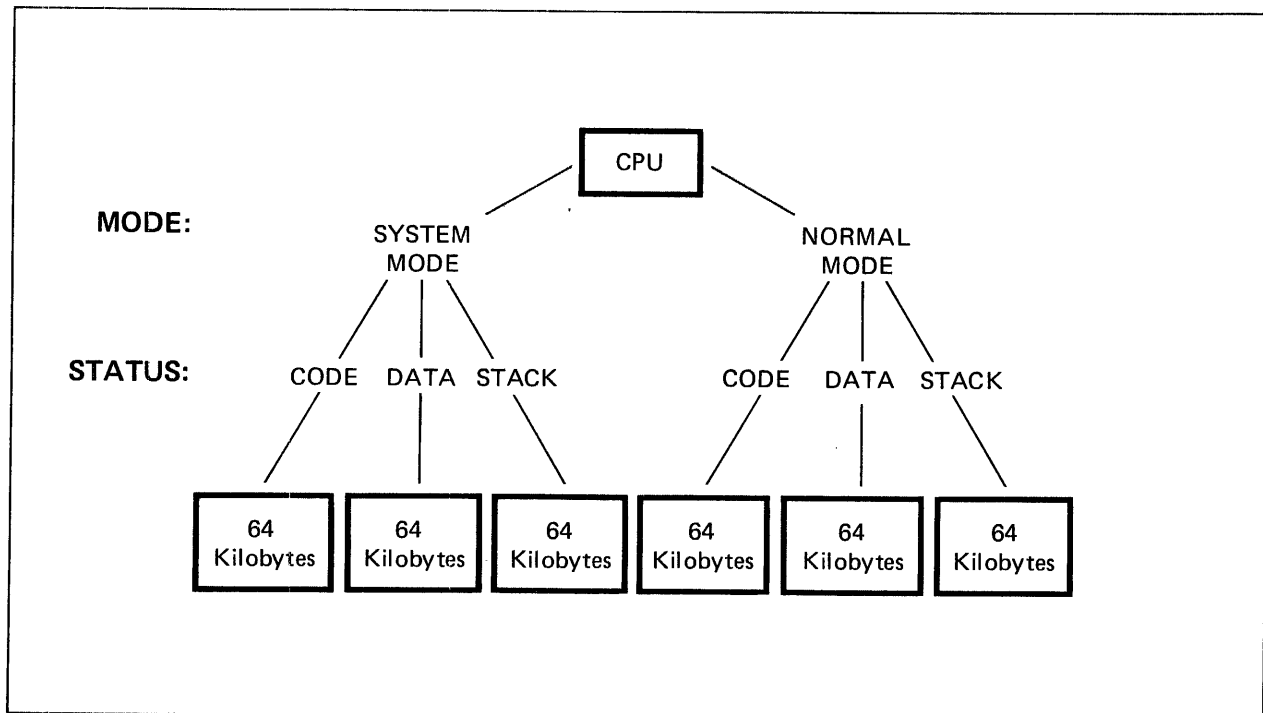 CPU
MODE:
SYSTEM
MODE
NORMAL
MODE
STATUS:
CODE DATA STACK
CODE DATA STACK
64
Kilobytes
64
Kilobytes
64
Kilobytes
64
Kilobytes
64
Kilobytes
64
Kilobytes